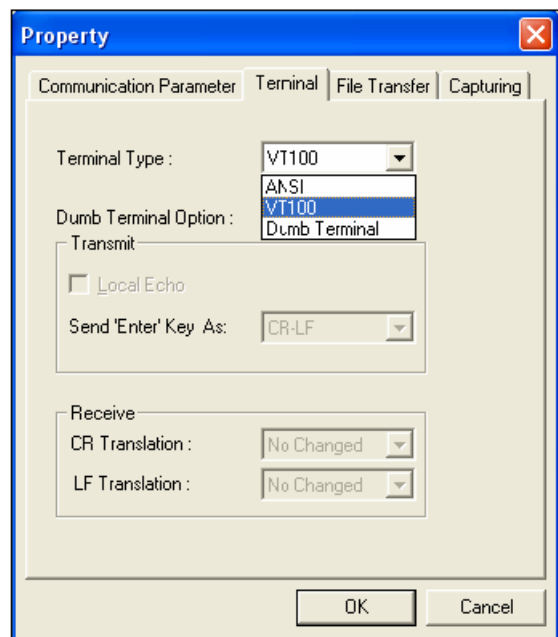 Property
Communication Parameter Terminal File Transfer Capturing
Terminal Type : VT100
ANSI
VT100
Dumb Terminal
Dumb Terminal Option :
Transmit
Local Echo
Send 'Enter' Key As: CR-LF
Receive
CR Translation : No Changed
LF Translation : No Changed
OK Cancel